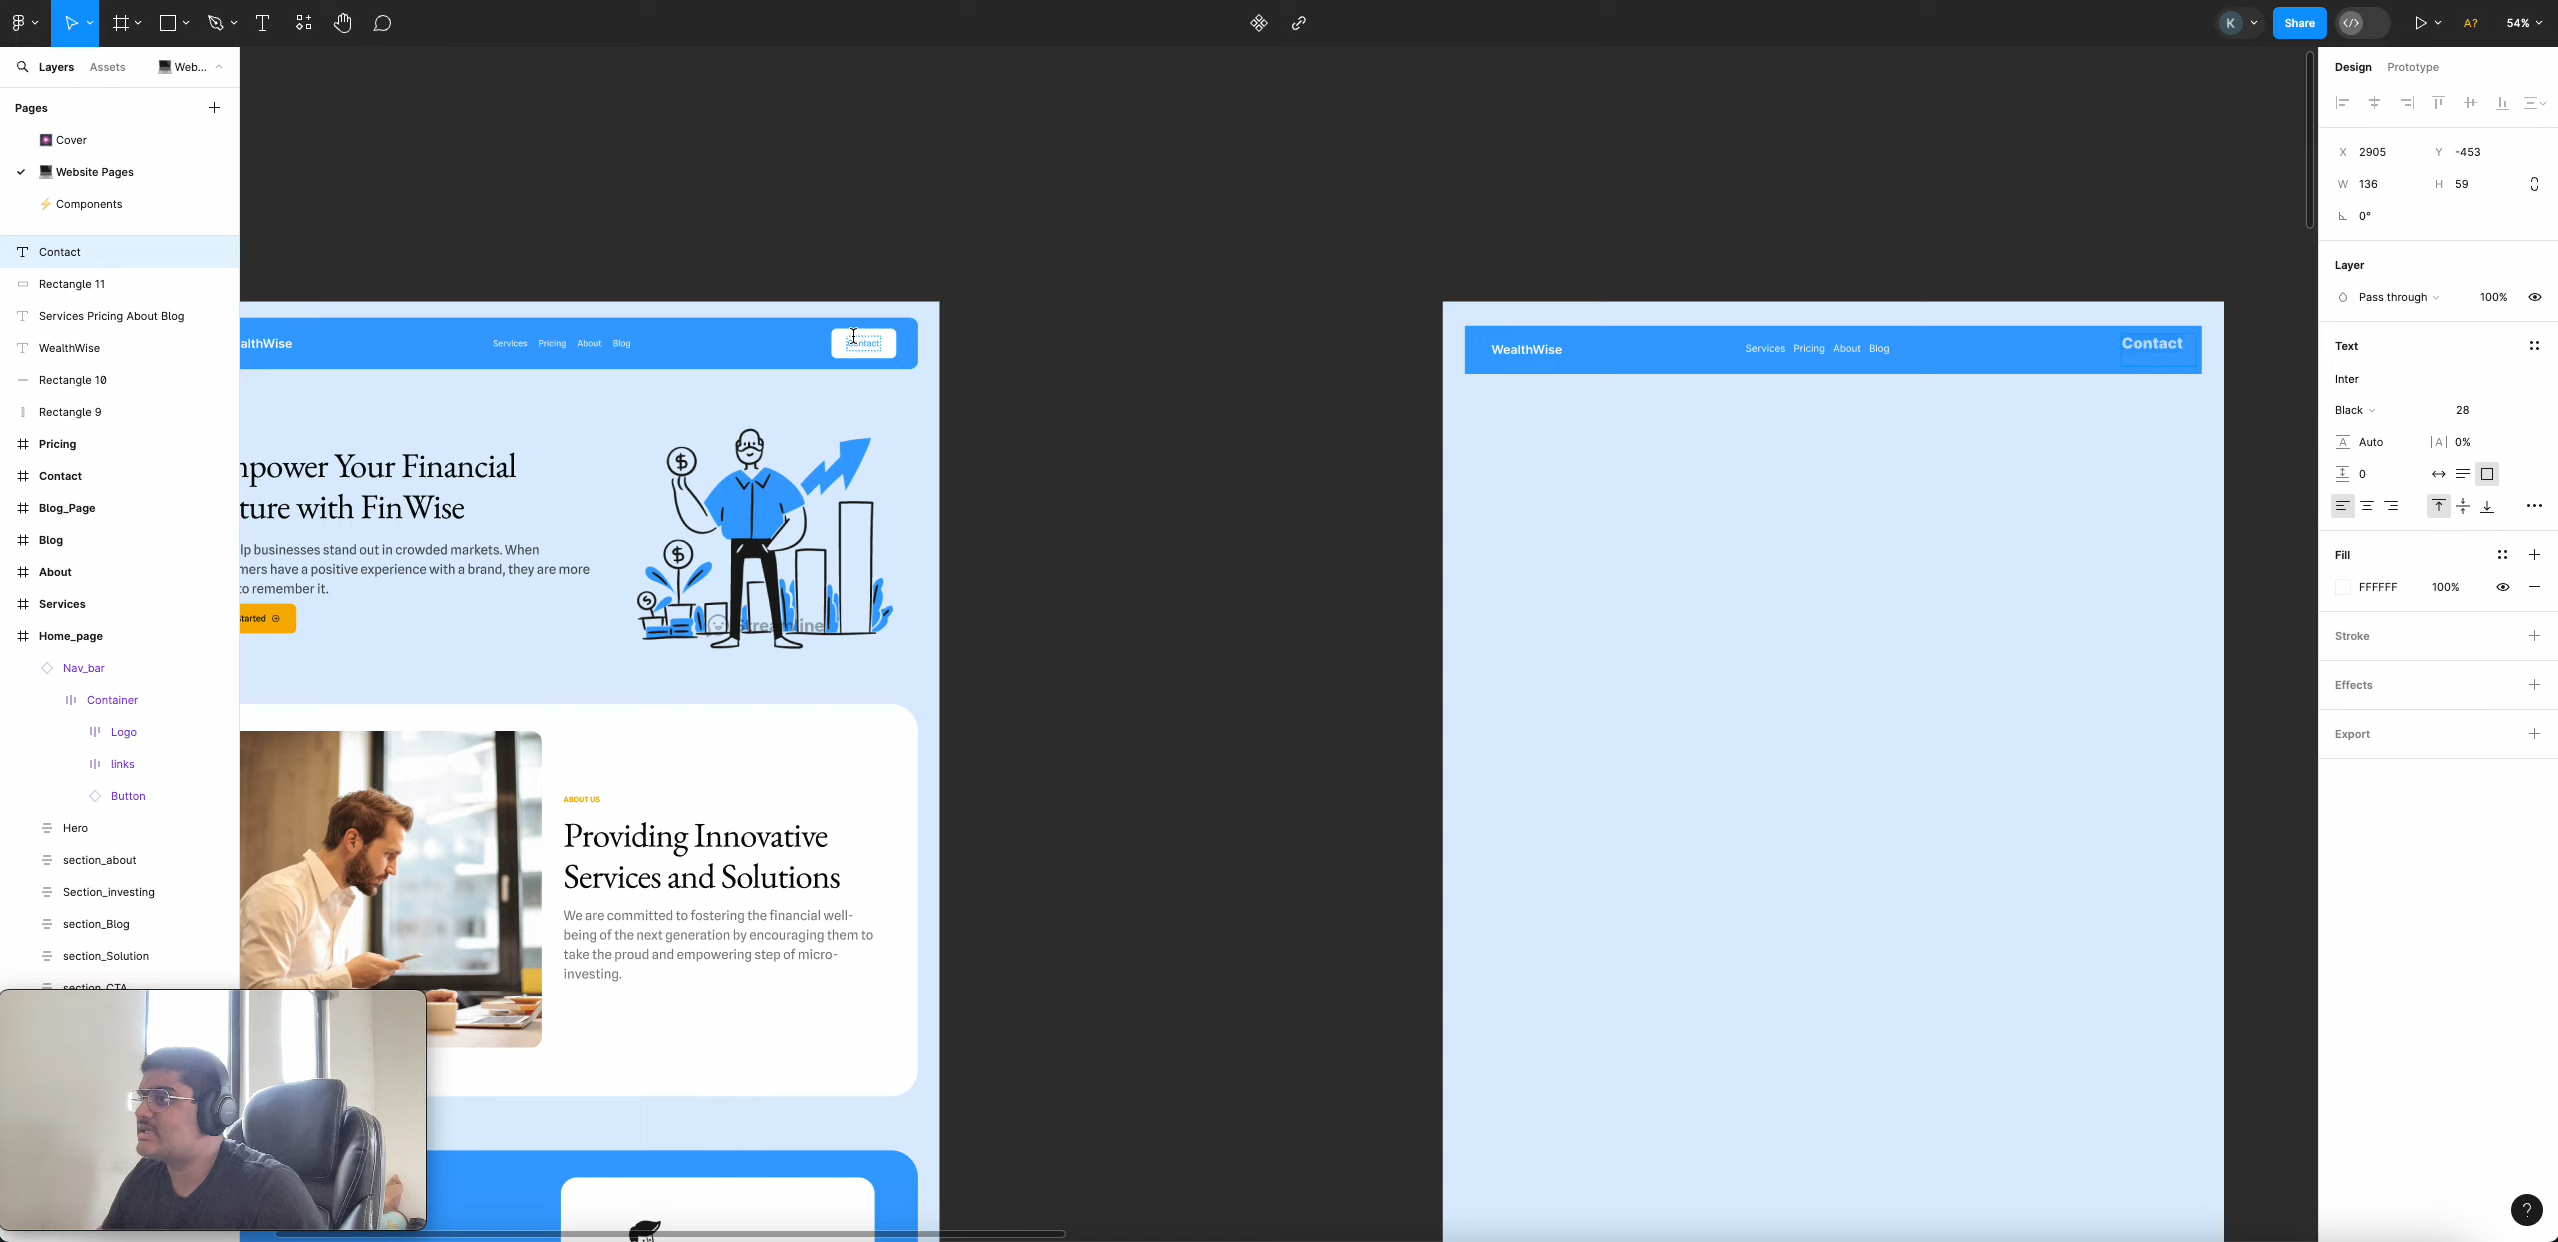 K
Share
A?
54%
Layers
Assets
Web...
Design
Prototype
Pages
Cover
Website Pages
Components
Contact
Rectangle 11
Services Pricing About Blog
WealthWise
Rectangle 10
Rectangle 9
Pricing
Contact
Blog_Page
Blog
About
Services
Home_page
Nav_bar
Container
Logo
links
Button
Hero
section_about
Section_investing
section_Blog
section_Solution
section_CTA
althWise
Services Pricing About Blog
Contact
npower Your Financial
ture with FinWise
lp businesses stand out in crowded markets. When
mers have a positive experience with a brand, they are more
to remember it.
started
$
$
$
Streamline
ABOUT US
Providing Innovative
Services and Solutions
We are committed to fostering the financial well-
being of the next generation by encouraging them to
take the proud and empowering step of micro-
investing.
WealthWise
Services Pricing About Blog
Contact
X 2905 Y -453
W 136 H 59
0°
Layer
Pass through 100%
Text
Inter
Black 28
A Auto |A| 0%
0
Fill
FFFFFF 100%
Stroke
Effects
Export
?